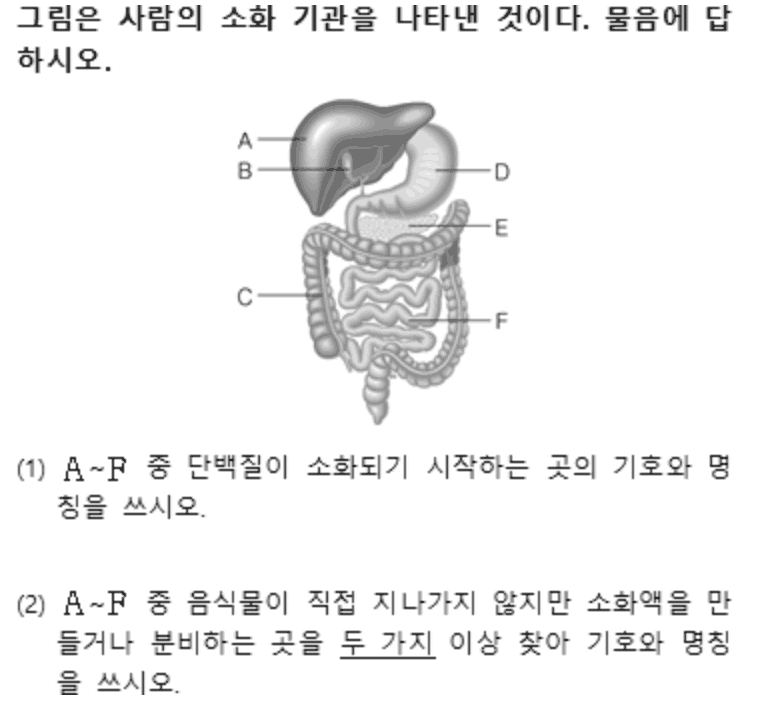 그림은 사람의 소화 기관을 나타낸 것이다. 물음에 답
하시오.
A
B
D
E
C
F
(1) A~F 중 단백질이 소화되기 시작하는 곳의 기호와 명
칭을 쓰시오.
(2) A~F 중 음식물이 직접 지나가지 않지만 소화액을 만
들거나 분비하는 곳을 두 가지 이상 찾아 기호와 명칭
을 쓰시오.